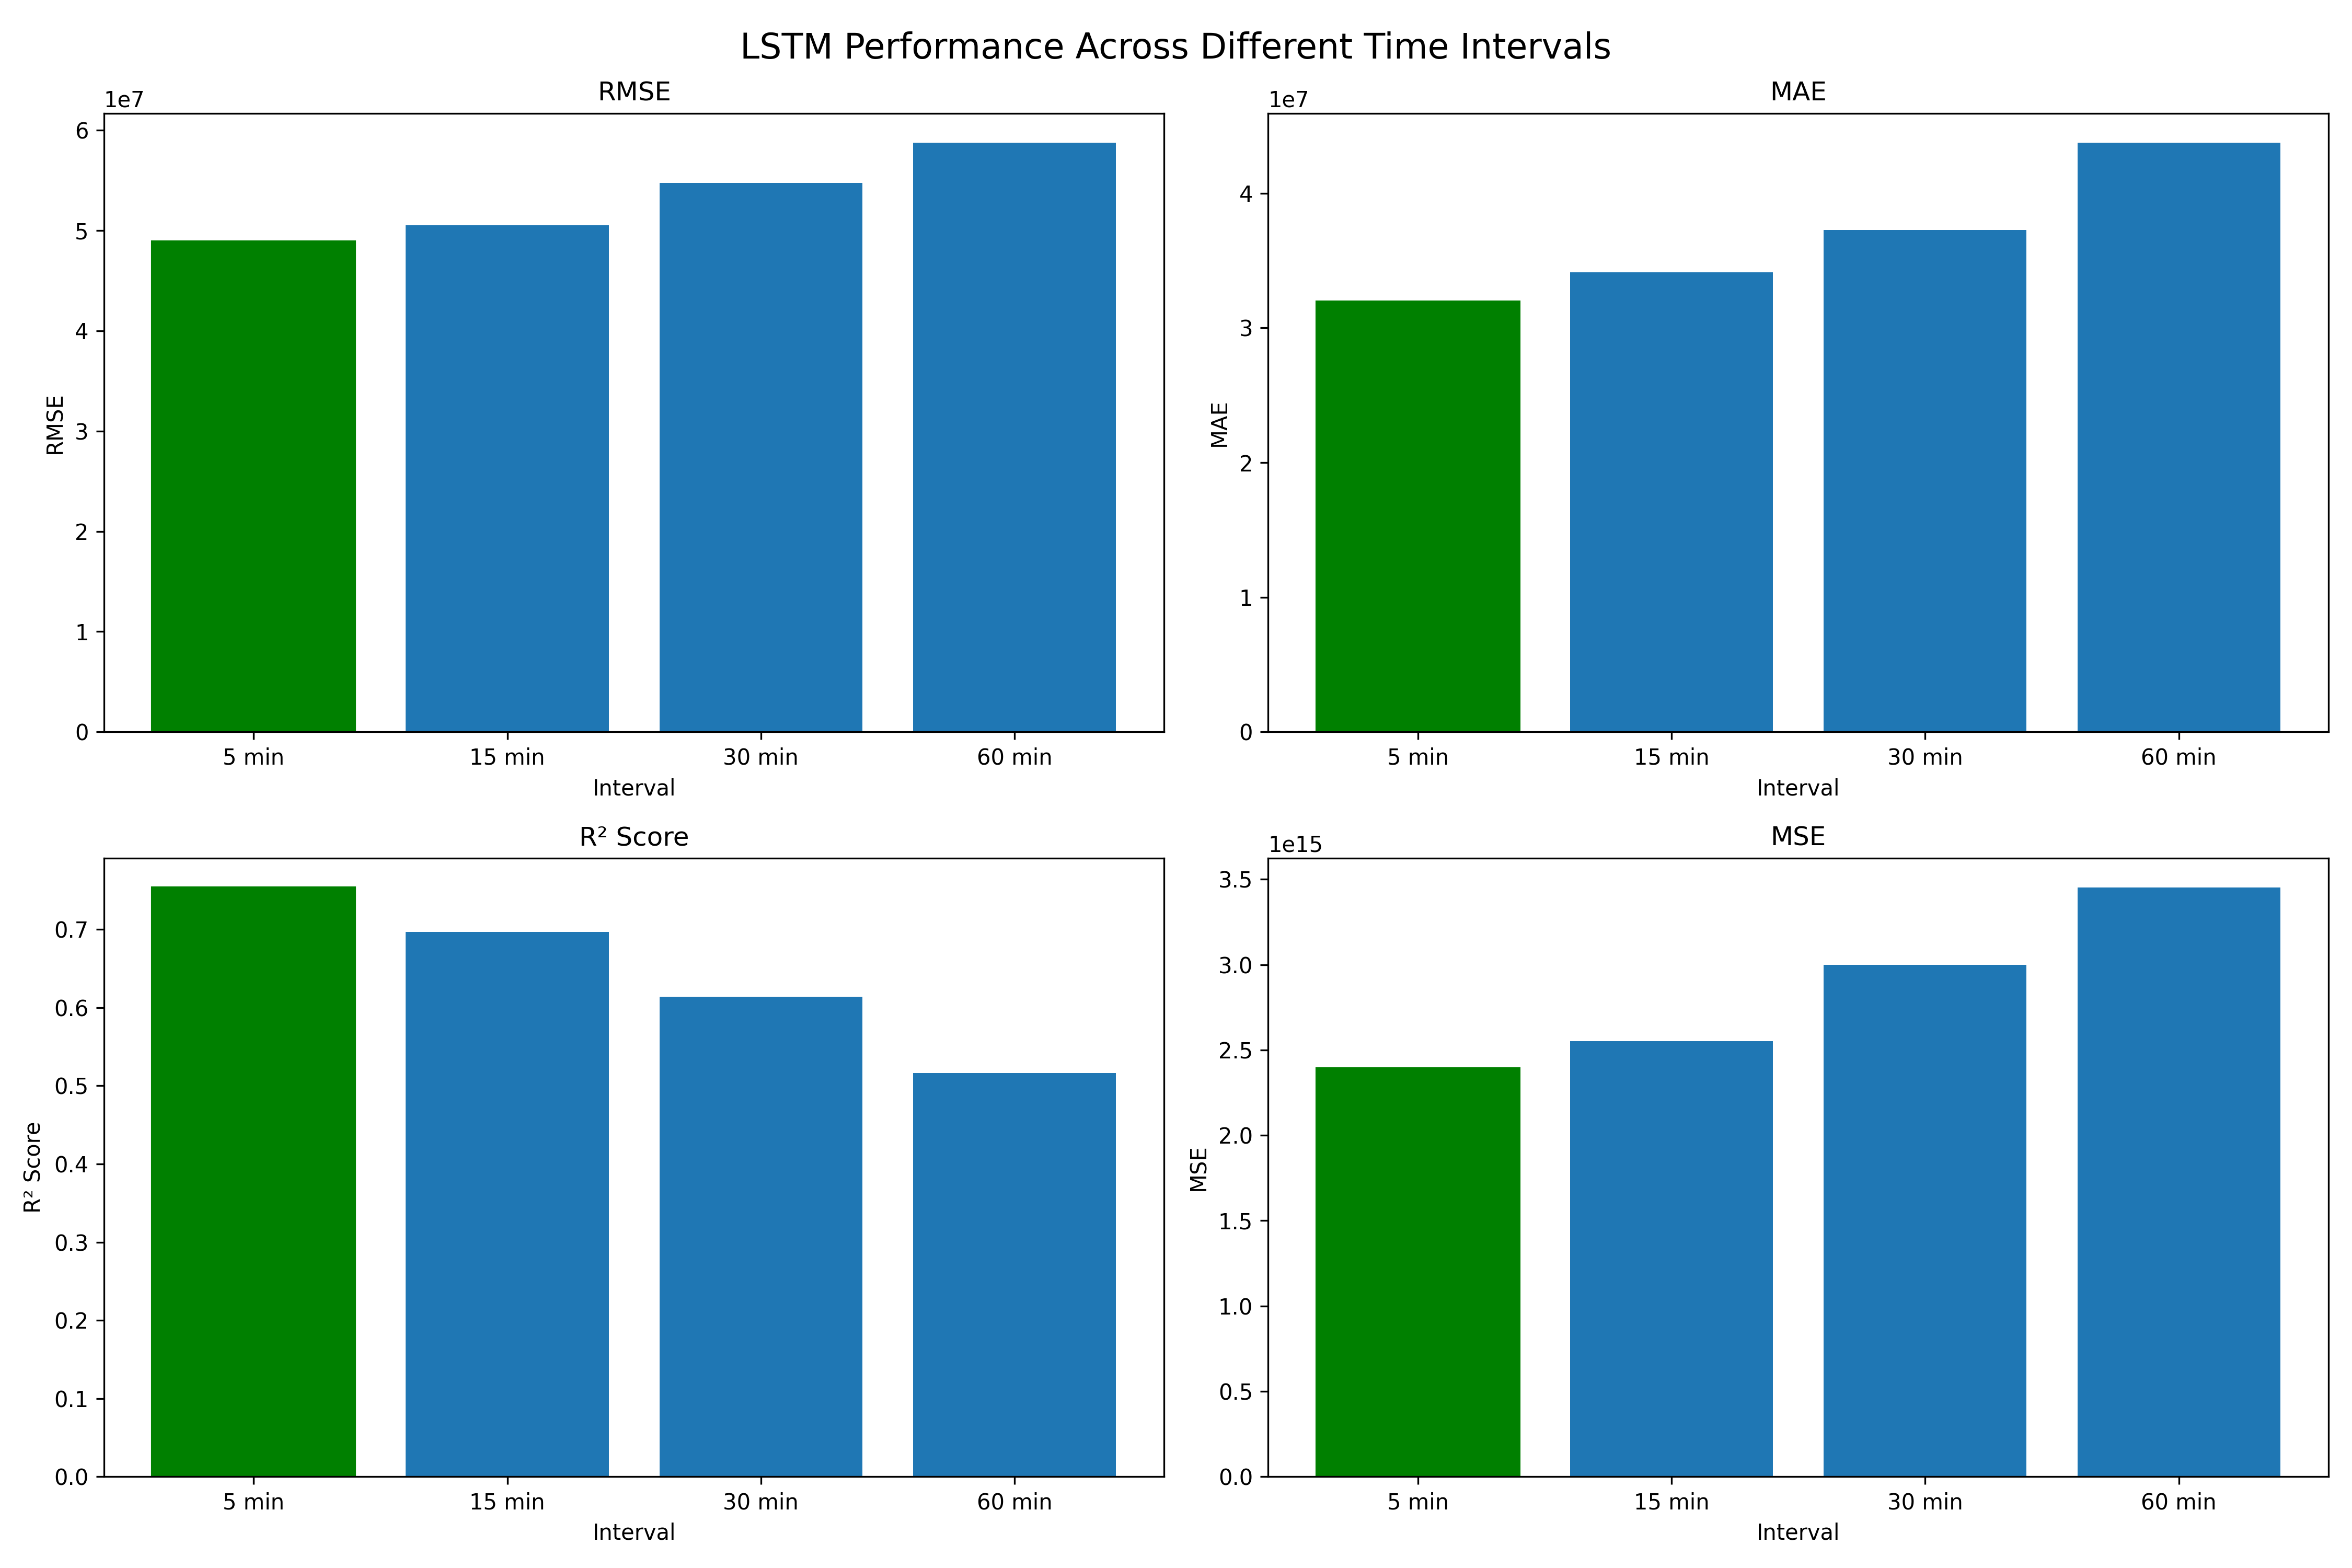 LSTM Performance Across Different Time Intervals
RMSE
1e7
6
5
4
3
2
1
0
RMSE
5 min 15 min 30 min 60 min
Interval
MAE
1e7
4
3
2
1
0
MAE
5 min 15 min 30 min 60 min
Interval
R² Score
0.7
0.6
0.5
0.4
0.3
0.2
0.1
0.0
R² Score
5 min 15 min 30 min 60 min
Interval
MSE
1e15
3.5
3.0
2.5
2.0
1.5
1.0
0.5
0.0
MSE
5 min 15 min 30 min 60 min
Interval